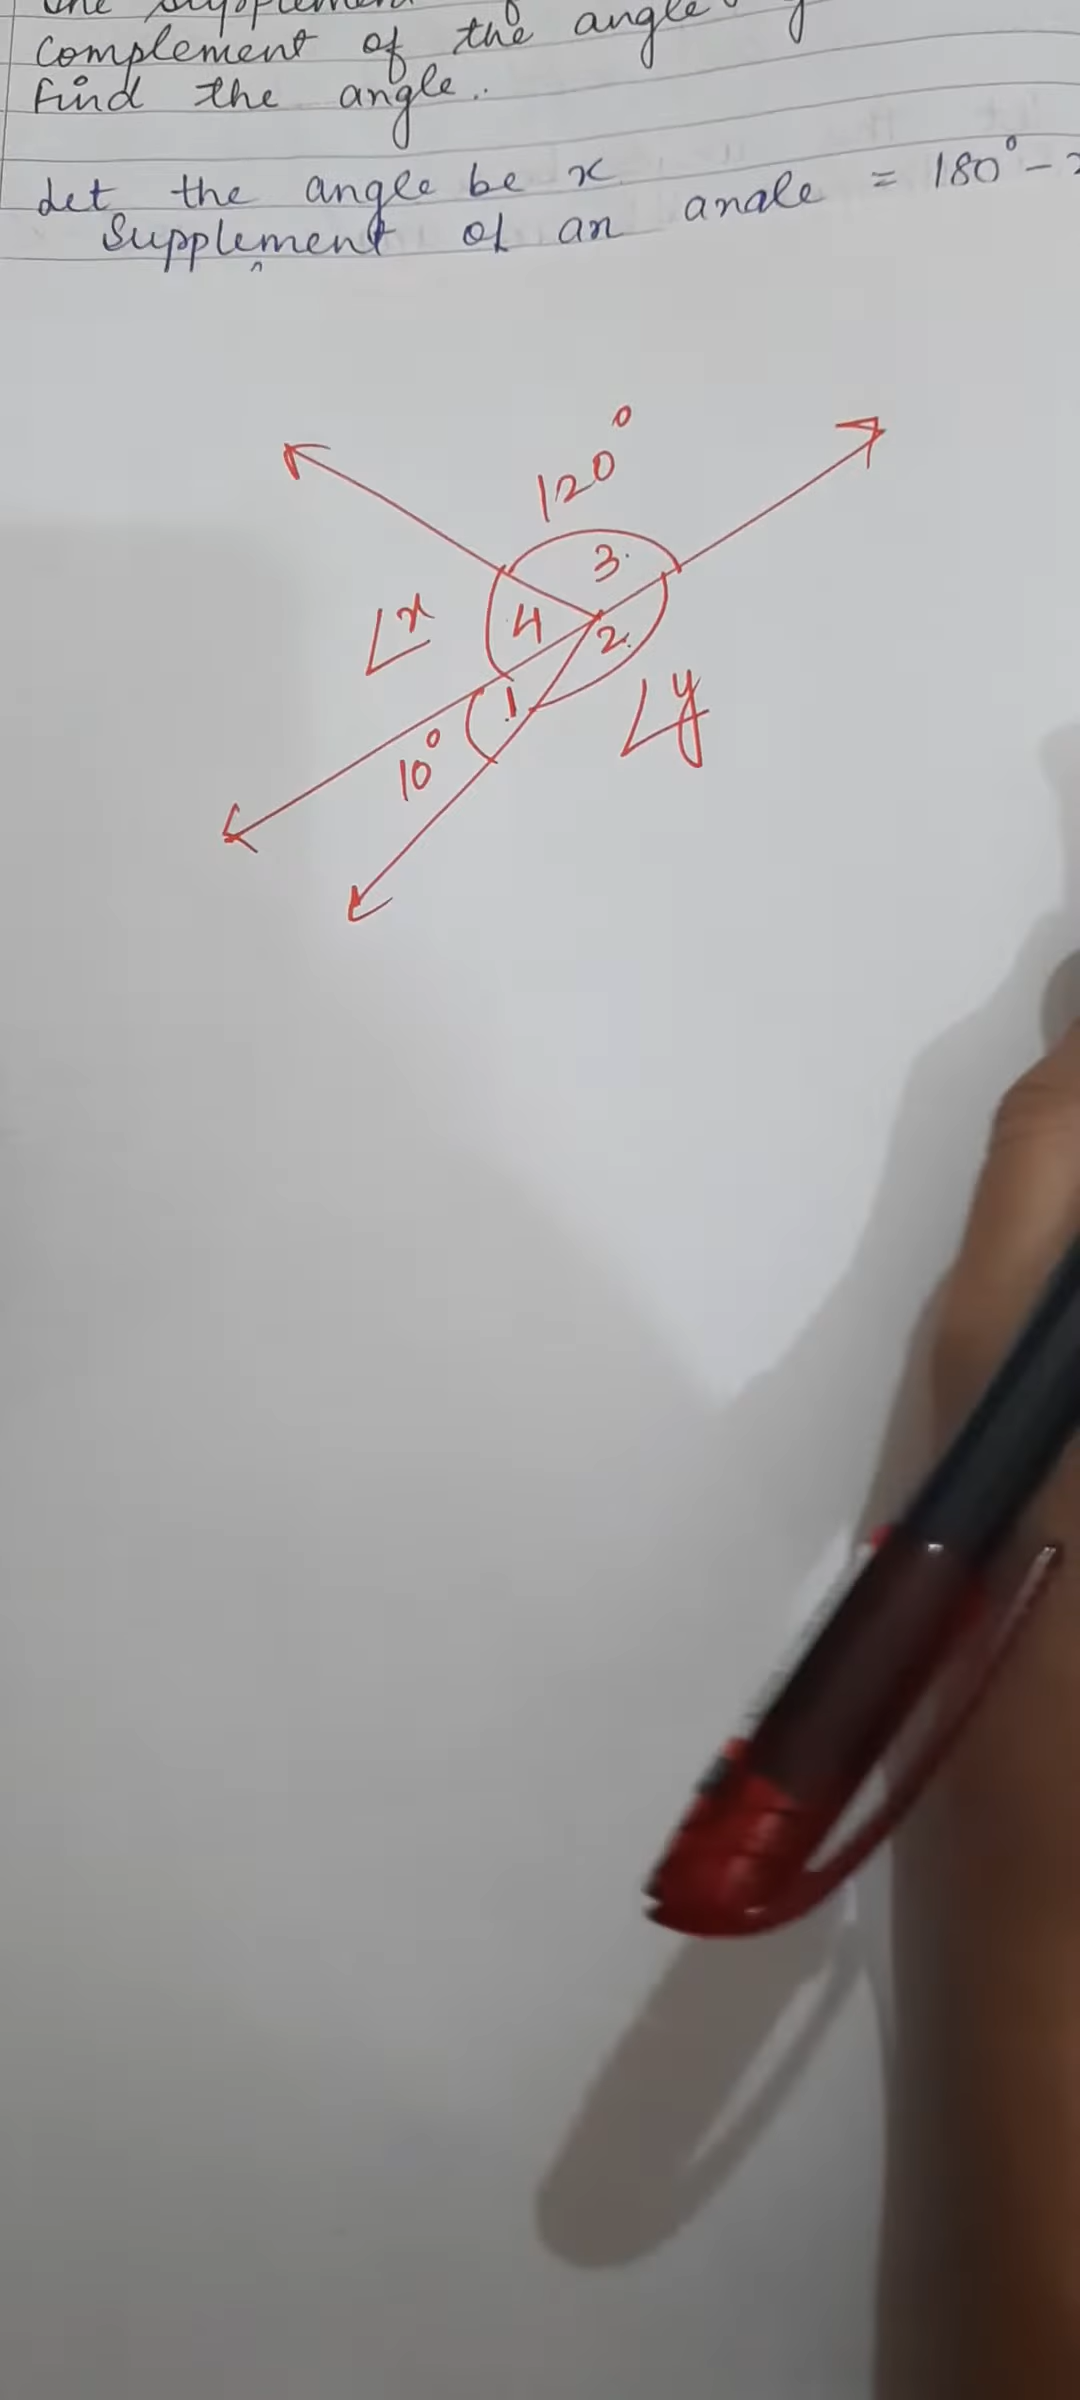 complement of the angle
Find the angle.
Let the angle be x
Supplement of an anale = 180° -
120°
3.
∠x
4
2.
1
∠y
10°